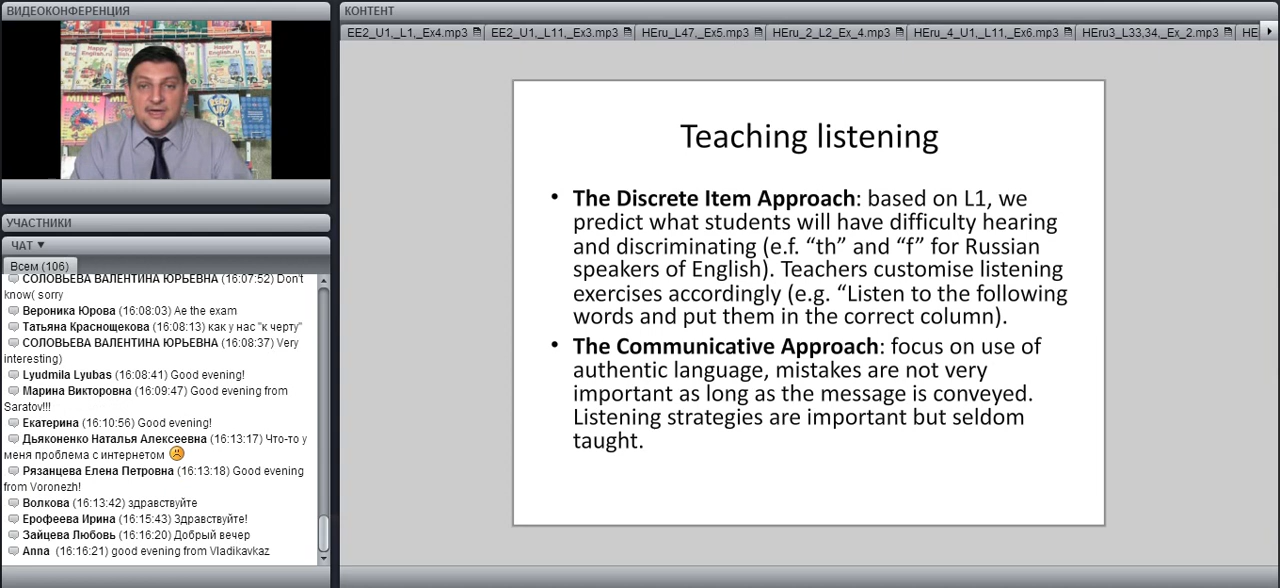 ВИДЕОКОНФЕРЕНЦИЯ
Happy English.ru
MILLIE
УЧАСТНИКИ
ЧАТ ▼
Всем (106)
СОЛОВЬЕВА ВАЛЕНТИНА ЮРЬЕВНА (16:07:52) Don't
know( sorry
Вероника Юрова (16:08:03) Ae the exam
Татьяна Краснощекова (16:08:13) как у нас "к черту"
СОЛОВЬЕВА ВАЛЕНТИНА ЮРЬЕВНА (16:08:37) Very
interesting)
Lyudmila Lyubas (16:08:41) Good evening!
Марина Викторовна (16:09:47) Good evening from
Saratov!!!
Екатерина (16:10:56) Good evening!
Дьяконенко Наталья Алексеевна (16:13:17) Что-то у
меня проблема с интернетом
Рязанцева Елена Петровна (16:13:18) Good evening
from Voronezh!
Волкова (16:13:42) здравствуйте
Ерофеева Ирина (16:15:43) Здравствуйте!
Зайцева Любовь (16:16:20) Добрый вечер
Anna (16:16:21) good evening from Vladikavkaz
КОНТЕНТ
EE2_U1,_L1,_Ex4.mp3 EE2_U1,_L11,_Ex3.mp3 HEru_L47,_Ex5.mp3 HEru_2_L2_Ex_4.mp3 HEru_4_U1,_L11,_Ex6.mp3 HEru3_L33,34,_Ex_2.mp3 HE
Teaching listening
• The Discrete Item Approach: based on L1, we
predict what students will have difficulty hearing
and discriminating (e.f. “th” and “f” for Russian
speakers of English). Teachers customise listening
exercises accordingly (e.g. “Listen to the following
words and put them in the correct column).
• The Communicative Approach: focus on use of
authentic language, mistakes are not very
important as long as the message is conveyed.
Listening strategies are important but seldom
taught.